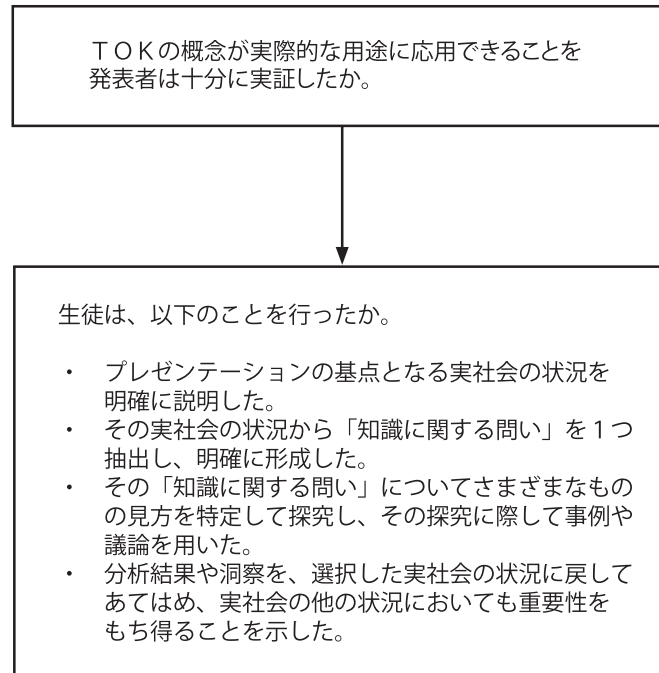 ＴＯＫの概念が実際的な用途に応用できることを
発表者は十分に実証したか。
生徒は、以下のことを行ったか。
・ プレゼンテーションの基点となる実社会の状況を
明確に説明した。
・ その実社会の状況から「知識に関する問い」を１つ
抽出し、明確に形成した。
・ その「知識に関する問い」についてさまざまなもの
の見方を特定して探究し、その探究に際して事例や
議論を用いた。
・ 分析結果や洞察を、選択した実社会の状況に戻して
あてはめ、実社会の他の状況においても重要性を
もち得ることを示した。